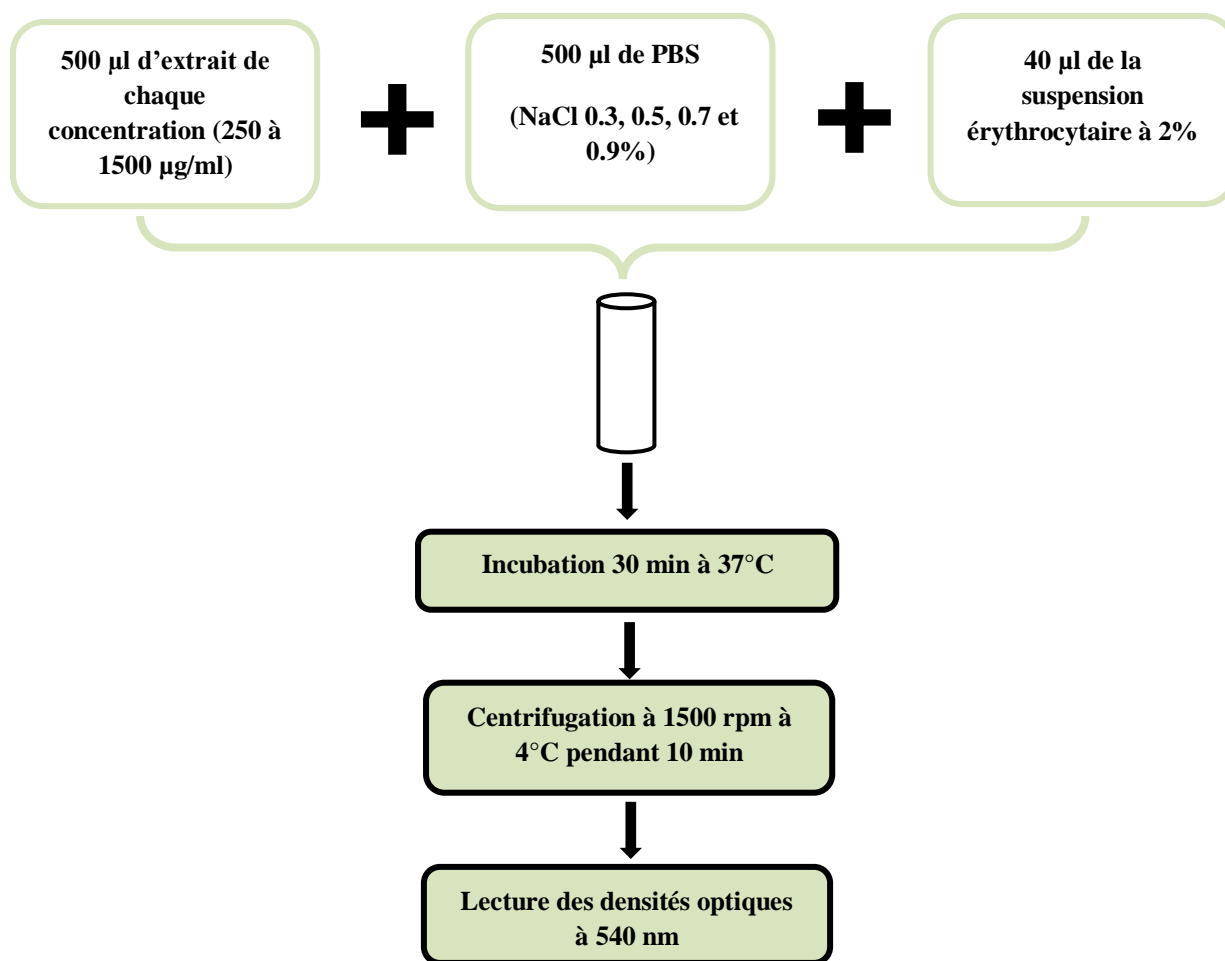 500 µl d'extrait de
chaque
concentration (250 à
1500 µg/ml)
500 µl de PBS
(NaCl 0.3, 0.5, 0.7 et
0.9%)
40 µl de la
suspension
érythrocytaire à 2%
Incubation 30 min à 37°C
Centrifugation à 1500 rpm à
4°C pendant 10 min
Lecture des densités optiques
à 540 nm